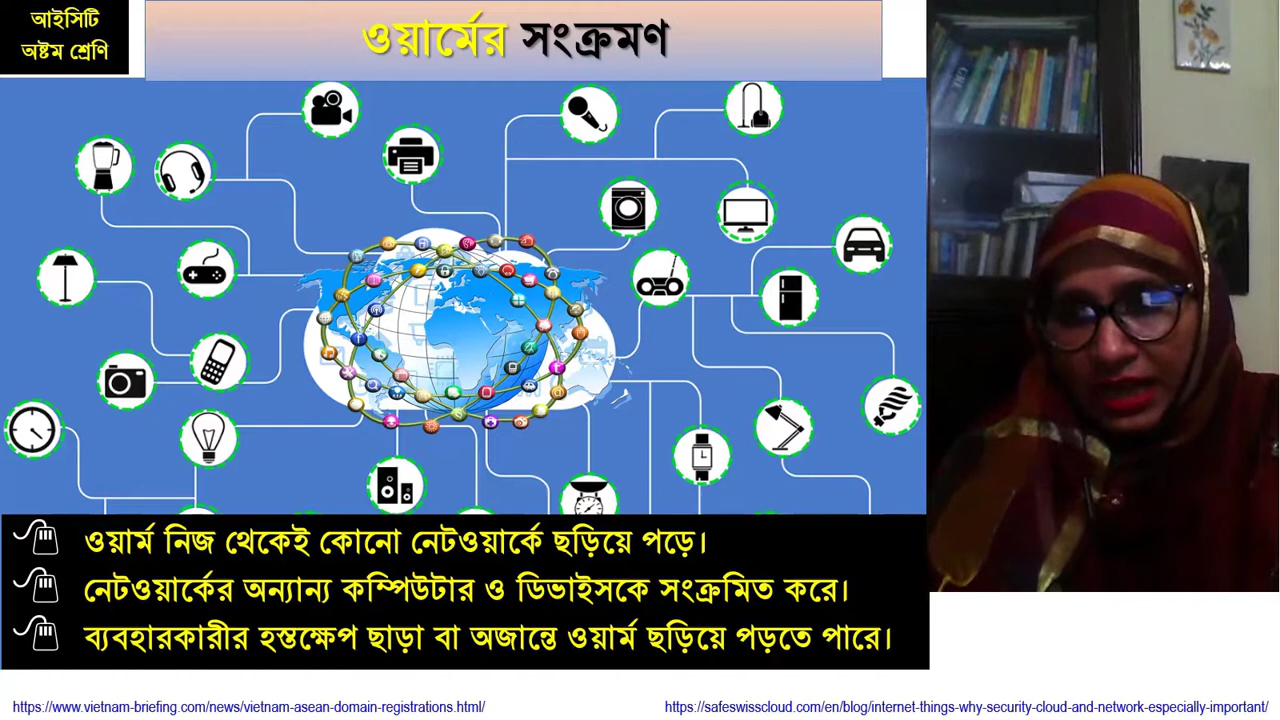 আইসিটি
অষ্টম শ্রেণি
ওয়ার্মের সংক্রমণ
ওয়ার্ম নিজ থেকেই কোনো নেটওয়ার্কে ছড়িয়ে পড়ে।
নেটওয়ার্কের অন্যান্য কম্পিউটার ও ডিভাইসকে সংক্রমিত করে।
ব্যবহারকারীর হস্তক্ষেপ ছাড়া বা অজান্তে ওয়ার্ম ছড়িয়ে পড়তে পারে।
https://www.vietnam-briefing.com/news/vietnam-asean-domain-registrations.html/
https://safeswisscloud.com/en/blog/internet-things-why-security-cloud-and-network-especially-important/